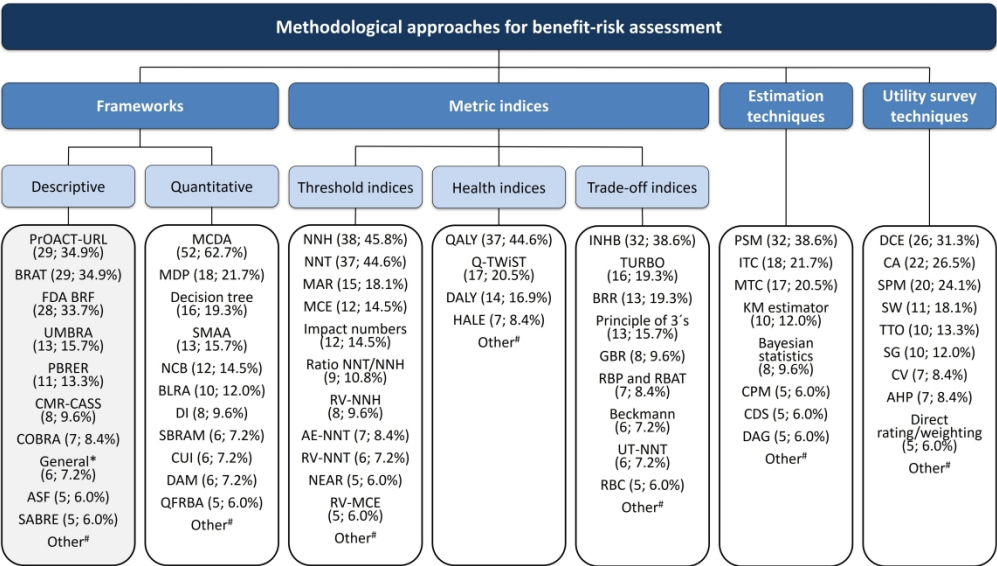 Methodological approaches for benefit-risk assessment
Frameworks
Metric indices
Estimation
techniques
Utility survey
techniques
Descriptive
Quantitative
Threshold indices
Health indices
Trade-off indices
PrOACT-URL
(29; 34.9%)
BRAT (29; 34.9%)
FDA BRF
(28; 33.7%)
UMBRA
(13; 15.7%)
PBRER
(11; 13.3%)
CMR-CASS
(8; 9.6%)
COBRA (7; 8.4%)
General*
(6; 7.2%)
ASF (5; 6.0%)
SABRE (5; 6.0%)
Other#
MCDA
(52; 62.7%)
MDP (18; 21.7%)
Decision tree
(16; 19.3%)
SMAA
(13; 15.7%)
NCB (12; 14.5%)
BLRA (10; 12.0%)
DI (8; 9.6%)
SBRAM (6; 7.2%)
CUI (6; 7.2%)
DAM (6; 7.2%)
QFRBA (5; 6.0%)
Other#
NNH (38; 45.8%)
NNT (37; 44.6%)
MAR (15; 18.1%)
MCE (12; 14.5%)
Impact numbers
(12; 14.5%)
Ratio NNT/NNH
(9; 10.8%)
RV-NNH
(8; 9.6%)
AE-NNT (7; 8.4%)
RV-NNT (6; 7.2%)
NEAR (5; 6.0%)
RV-MCE
(5; 6.0%)
Other#
QALY (37; 44.6%)
Q-TWiST
(17; 20.5%)
DALY (14; 16.9%)
HALE (7; 8.4%)
Other#
INHB (32; 38.6%)
TURBO
(16; 19.3%)
BRR (13; 19.3%)
Principle of 3´s
(13; 15.7%)
GBR (8; 9.6%)
RBP and RBAT
(7; 8.4%)
Beckmann
(6; 7.2%)
UT-NNT
(6; 7.2%)
RBC (5; 6.0%)
Other#
PSM (32; 38.6%)
ITC (18; 21.7%)
MTC (17; 20.5%)
KM estimator
(10; 12.0%)
Bayesian
statistics
(8; 9.6%)
CPM (5; 6.0%)
CDS (5; 6.0%)
DAG (5; 6.0%)
Other#
DCE (26; 31.3%)
CA (22; 26.5%)
SPM (20; 24.1%)
SW (11; 18.1%)
TTO (10; 13.3%)
SG (10; 12.0%)
CV (7; 8.4%)
AHP (7; 8.4%)
Direct
rating/weighting
(5; 6.0%)
Other#